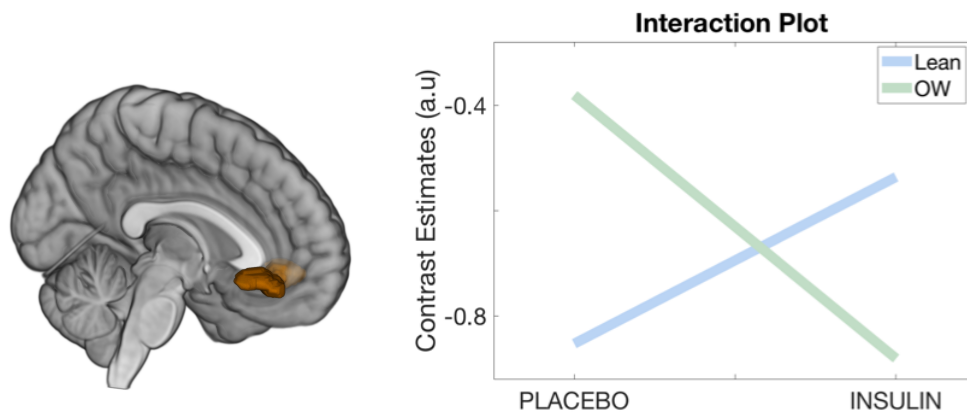 Interaction Plot
Lean
OW
Contrast Estimates (a.u)
-0.4
-0.8
PLACEBO
INSULIN